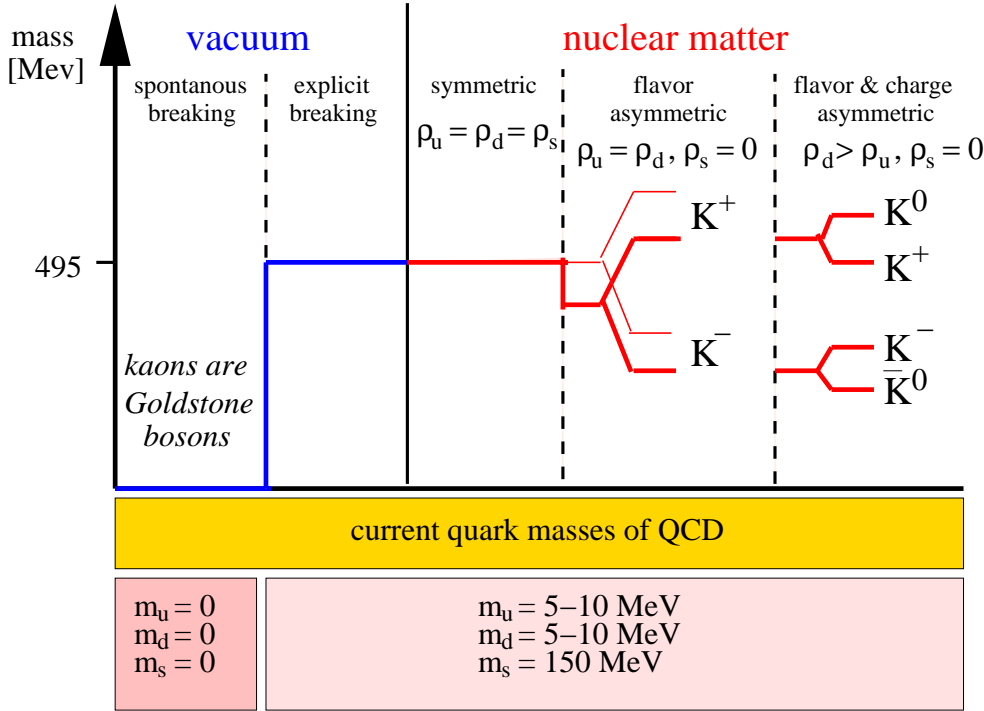 mass
[Mev]
vacuum
nuclear matter
spontanous
breaking
explicit
breaking
symmetric
ρu = ρd = ρs
flavor
asymmetric
ρu = ρd , ρs = 0
flavor & charge
asymmetric
ρd > ρu , ρs = 0
K+
K−
K0
K+
K−
K̄0
495
kaons are
Goldstone
bosons
current quark masses of QCD
mu = 0
md = 0
ms = 0
mu = 5–10 MeV
md = 5–10 MeV
ms = 150 MeV